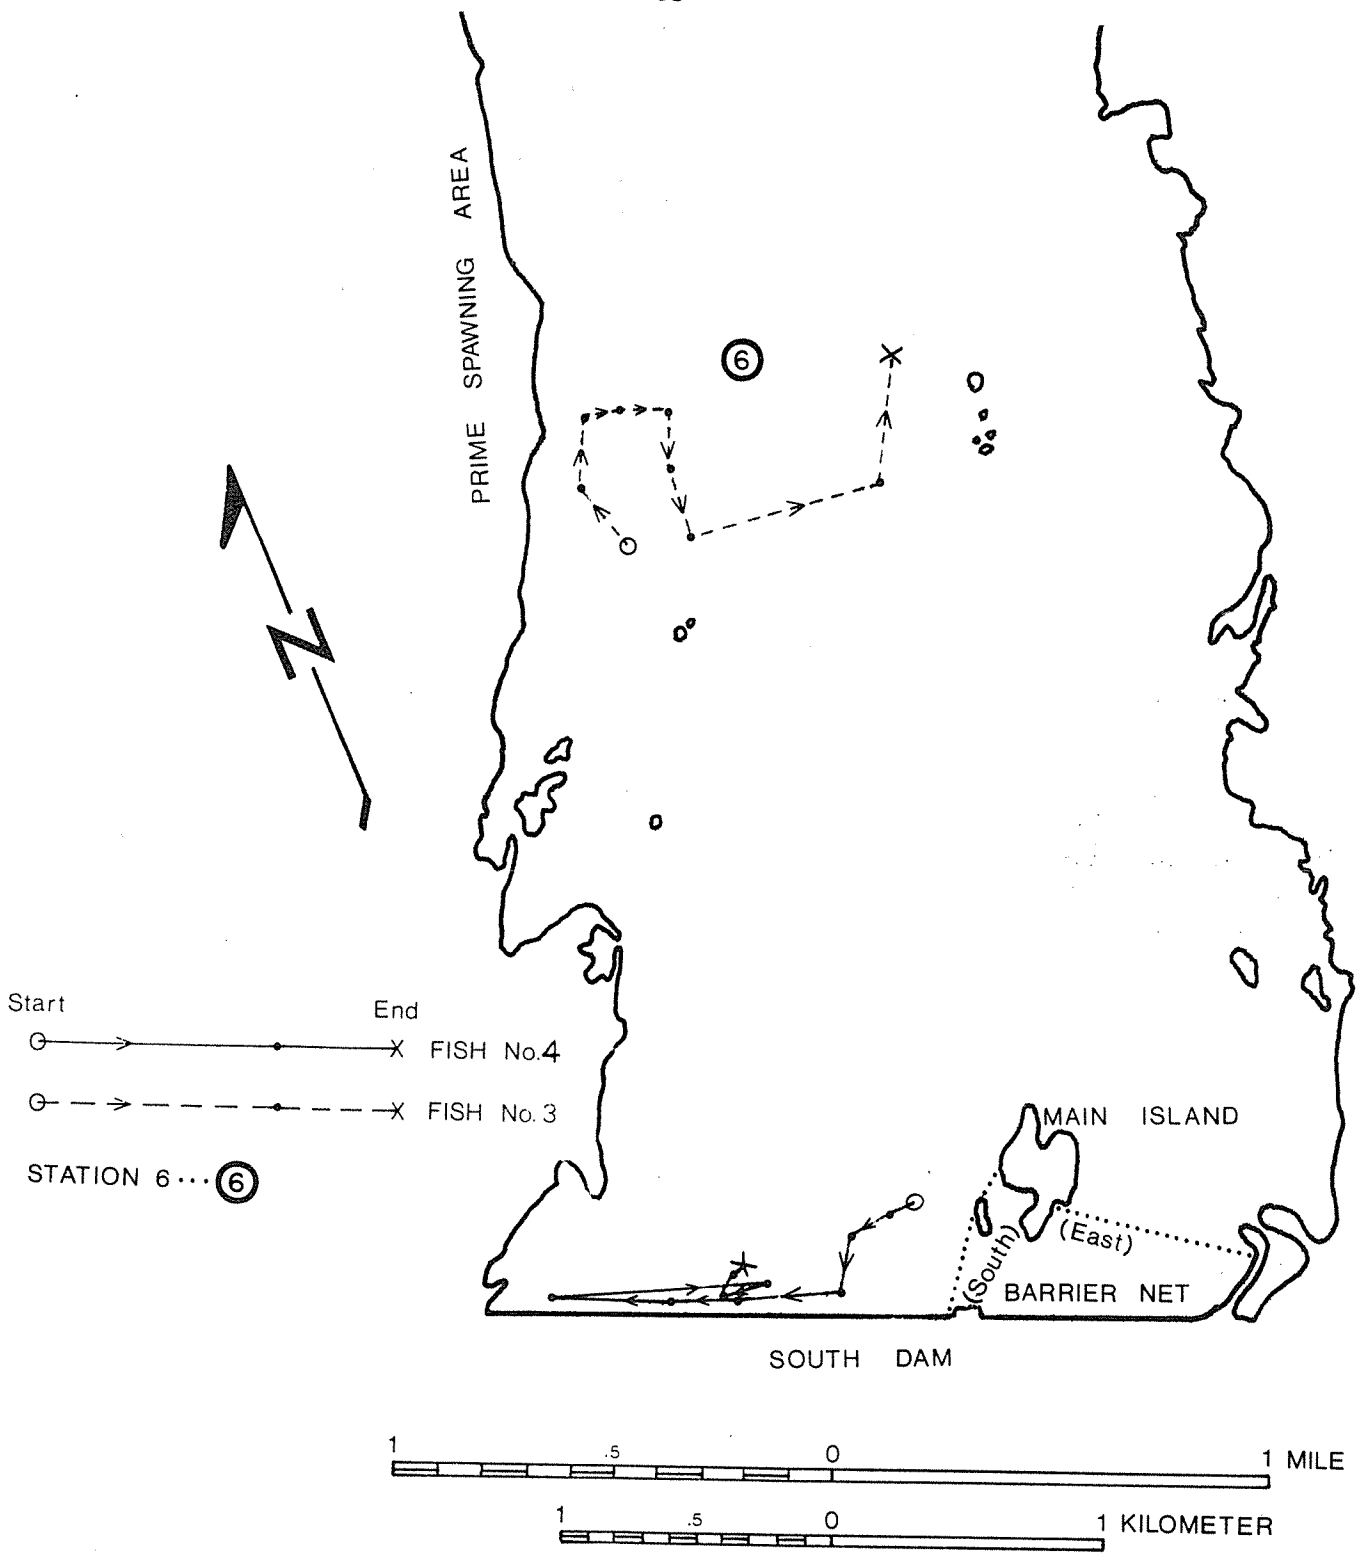 PRIME SPAWNING AREA
6
N
Start End
FISH No.4
FISH No.3
STATION 6... 6
MAIN ISLAND
(South)
(East)
BARRIER NET
SOUTH DAM
1 .5 0 1 MILE
1 .5 0 1 KILOMETER